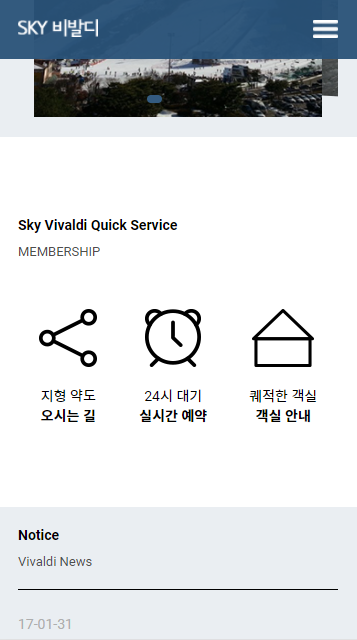 SKY 비발디
Sky Vivaldi Quick Service
MEMBERSHIP
지형 약도
오시는 길
24시 대기
실시간 예약
쾌적한 객실
객실 안내
Notice
Vivaldi News
17-01-31